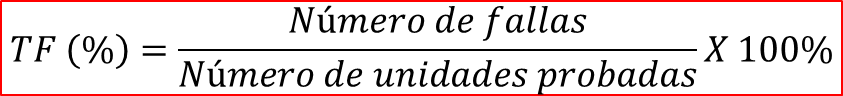 TF (%) = Número de fallas / Número de unidades probadas X 100%